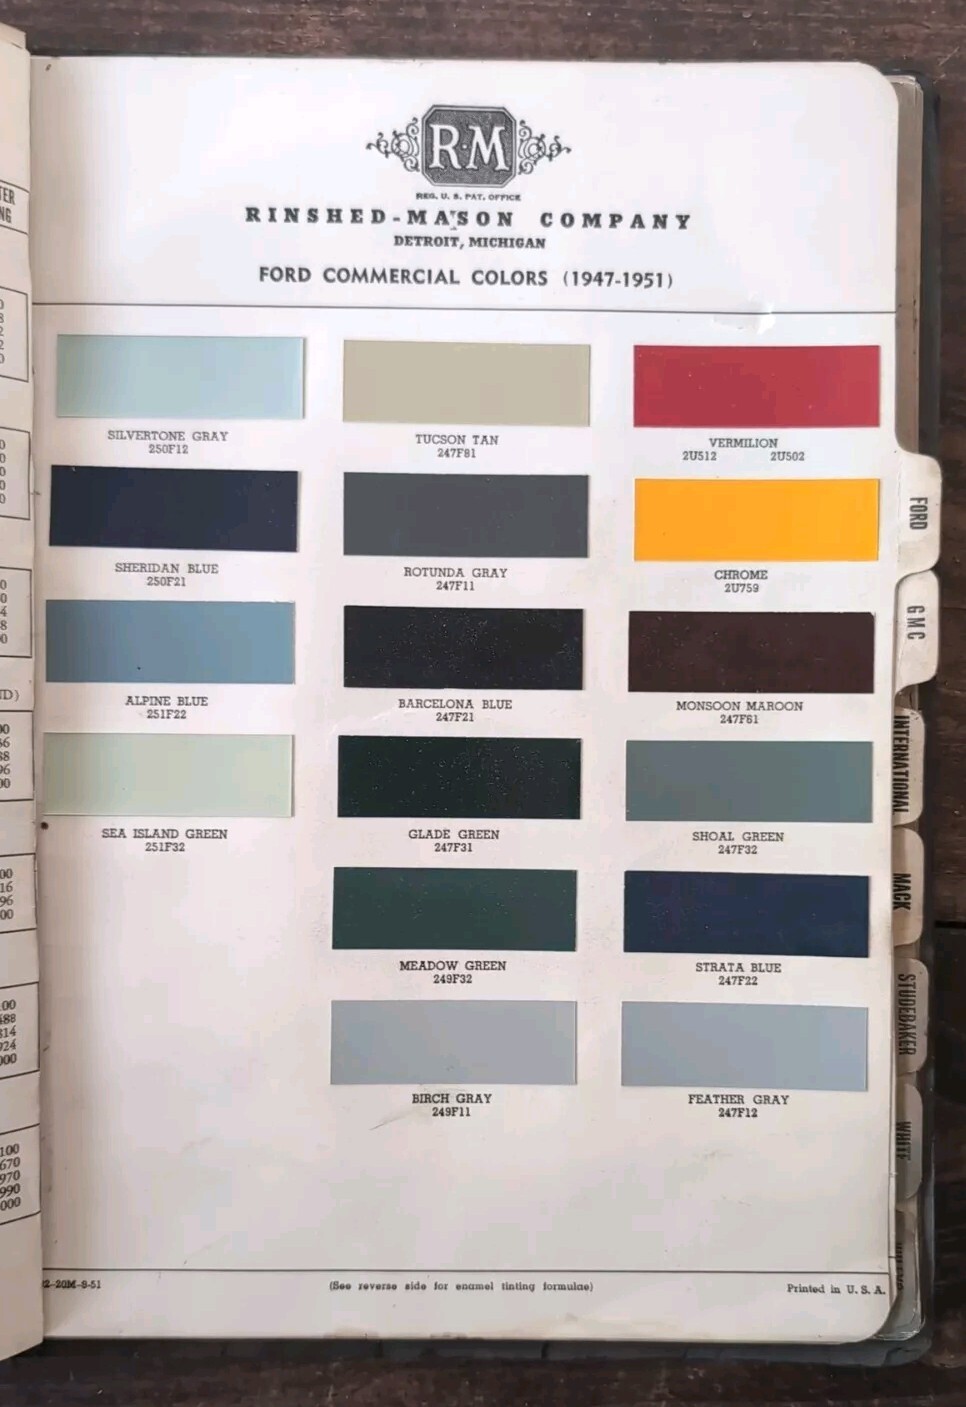 R·M
REG. U. S. PAT. OFFICE
RINSHED-MASON COMPANY
DETROIT, MICHIGAN
FORD COMMERCIAL COLORS (1947-1951)
SILVERTONE GRAY
250F12
TUCSON TAN
247F81
VERMILION
2U512 2U502
SHERIDAN BLUE
250F21
ROTUNDA GRAY
247F11
CHROME
2U759
ALPINE BLUE
251F22
BARCELONA BLUE
247F21
MONSOON MAROON
247F61
SEA ISLAND GREEN
251F32
GLADE GREEN
247F31
SHOAL GREEN
247F32
MEADOW GREEN
249F32
STRATA BLUE
247F22
BIRCH GRAY
249F11
FEATHER GRAY
247F12
2-20M-9-51
(See reverse side for enamel tinting formulae)
Printed in U. S. A.
FORD
GMC
INTERNATIONAL
MACK
STUDEBAKER
WHITE